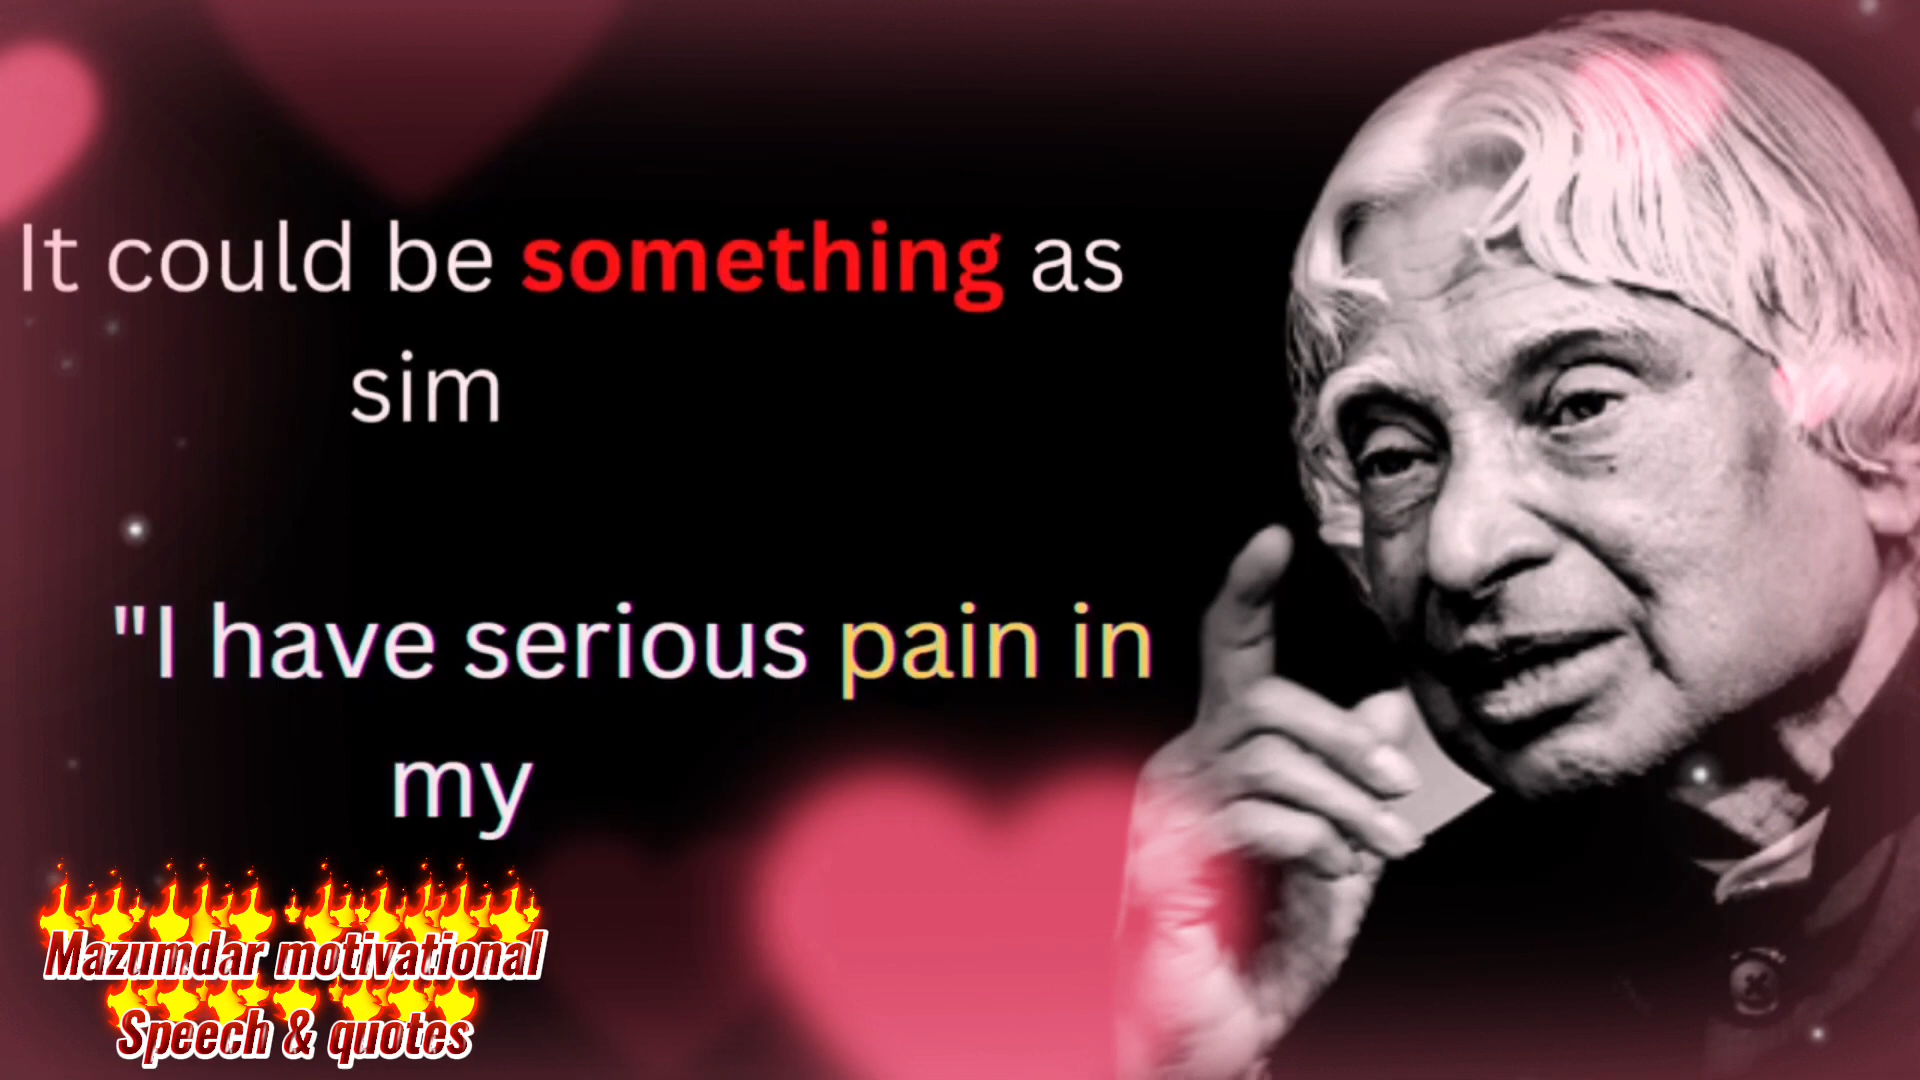 It could be something as
sim
"I have serious pain in
my
Mazumdar motivational
Speech & quotes